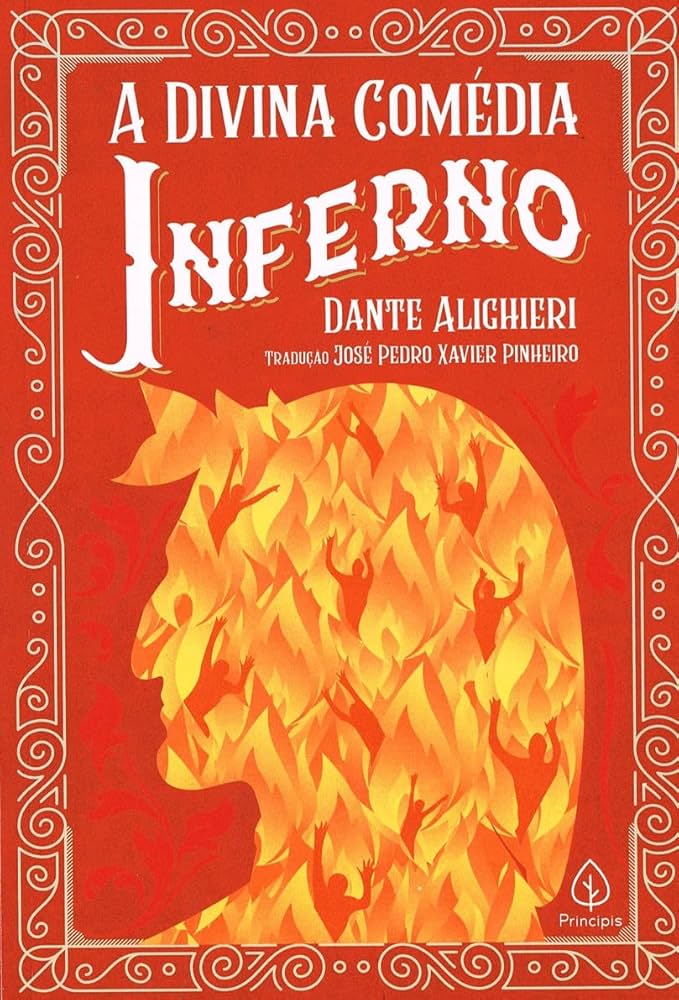 A DIVINA COMÉDIA
INFERNO
DANTE ALIGHIERI
TRADUÇÃO JOSÉ PEDRO XAVIER PINHEIRO
Principis